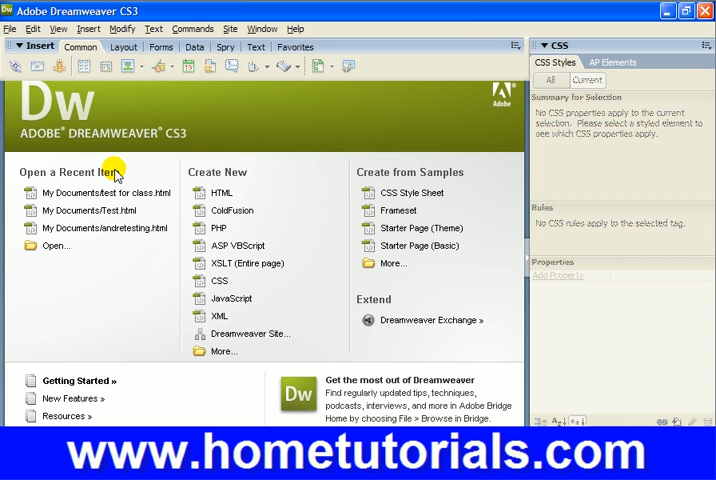 Adobe Dreamweaver CS3
File Edit View Insert Modify Text Commands Site Window Help
Insert Common Layout Forms Data Spry Text Favorites
CSS
CSS Styles AP Elements
All Current
Summary for Selection
No CSS properties apply to the current
selection. Please select a styled element to
see which CSS properties apply.
Rules
No CSS rules apply to the selected tag.
Properties
Add Property
Dw
Adobe
ADOBE® DREAMWEAVER® CS3
Open a Recent Item
My Documents/test for class.html
My Documents/Test.html
My Documents/andretesting.html
Open...
Create New
HTML
ColdFusion
PHP
ASP VBScript
XSLT (Entire page)
CSS
JavaScript
XML
Dreamweaver Site...
More...
Create from Samples
CSS Style Sheet
Frameset
Starter Page (Theme)
Starter Page (Basic)
More...
Extend
Dreamweaver Exchange »
Getting Started »
New Features »
Resources »
Dw
Get the most out of Dreamweaver
Find regularly updated tips, techniques,
podcasts, interviews, and more in Adobe Bridge
Home by choosing File > Browse in Bridge.
www.hometutorials.com